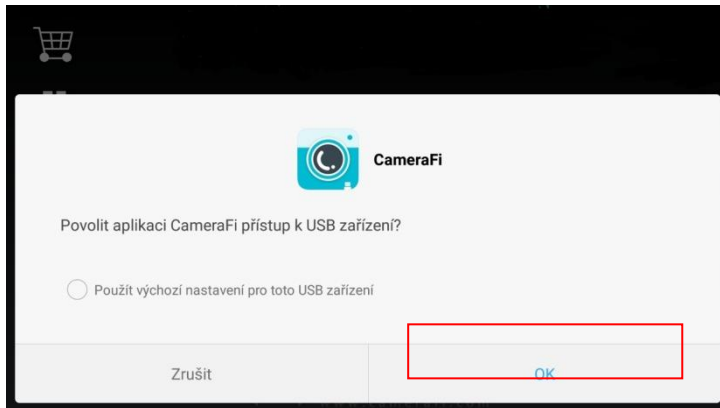 CameraFi
Povolit aplikaci CameraFi přístup k USB zařízení?
Použít výchozí nastavení pro toto USB zařízení
Zrušit
OK